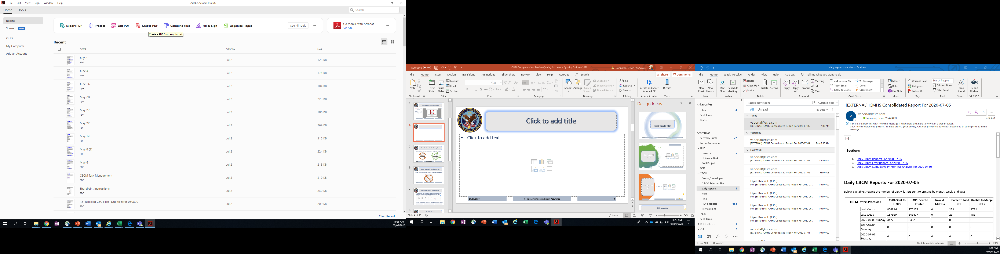 File Edit View Sign Window Help
Adobe Acrobat Pro DC
Home Tools
Search
Recent
Starred NEW
FILES
My Computer
Add an Account
Export PDF Protect Edit PDF Create PDF Combine Files Fill & Sign Organize Pages See All Tools
Create a PDF from any format
Go mobile with Acrobat
Get App
Recent
NAME OPENED SIZE
July 2 Jul 2 125 KB
PDF
June 4 Jul 2 171 KB
PDF
June 26 Jul 2 184 KB
PDF
May 28 Jul 2 223 KB
PDF
May 27 Jul 2 186 KB
PDF
May 22 Jul 2 269 KB
PDF
May 14 Jul 2 316 KB
PDF
May 8 (2) Jul 2 224 KB
PDF
May 8 Jul 2 218 KB
PDF
CBCM Task Management Jul 2 319 KB
PDF
SharePoint Instructions Jul 2 230 KB
PDF
RE_ Rejected CBC File(s) Due to Error 050820 Jul 2 209 KB
PDF
Clear Recent
11:26 AM
07/06/2020
AutoSave Off
OBPI Compensation Service Quality Assurance Quality Call July 2020
Johnston, Devin VBAVACO
File Home Insert Design Transitions Animations Slide Show Review View Help Acrobat Search
Share Comments
Paste
Clipboard
New Slide Reuse Slides
Layout
Reset
Section
Slides
28
Font
Paragraph
Shapes Arrange Quick Styles
Shape Fill
Shape Outline
Shape Effects
Drawing
Find
Replace
Select
Editing
Create and Share Adobe PDF
Adobe Acrobat
Dictate
Voice
3
4
5
6
7
8
Click to add title
Click to add text
07/06/2020 Compensation Service Quality Assurance 4
Design Ideas
Click to add title
Click to add title
Slide 4 of 13
Notes
64%
11:26 AM
07/06/2020
daily reports - archive - Outlook
File Home Send / Receive Folder View Help Acrobat Tell me what you want to do
New Email New Items
New
Meet Now Schedule Meeting
Webex
Ignore
Clean Up
Junk
Delete Archive
Delete
Reply Reply All Forward
Meeting
IM
More
Respond
c:\Program File... To Manager
Team Email Done
Reply & Delete Create New
Quick Steps
Move
Rules
OneNote
Move
Unread/ Read
Categorize
Follow Up
Tags
Search People
Address Book
Filter Email
Find
Read Aloud
Speech
Report Phishing
VA CSOC
Favorites
Inbox 4
Sent Items
Drafts
archive
Secretary Briefs 27
Forms Automation
OBPI
Invoices 5
IT Service Desk
SAH Project
FOIA
CBCM
"empty" envelopes
CBCM Rejected Files
daily reports 1
held
Irina
ITOPS reports 688
PII violations
Inbox
Sent Items
Deleted Items 1
213 7
Search daily reports Current Folder
All Unread By Date
Today
vaportal@csra.com
[EXTERNAL] ICMHS Consolidated Report For 2020-07-05 7:08 AM
Yesterday
vaportal@csra.com
[EXTERNAL] ICMHS Consolidated Report For 2020-07-04 Sun 6:58 AM
Last Week
vaportal@csra.com
[EXTERNAL] ICMHS Consolidated Report For 2020-07-03 Sat 07/04
vaportal@csra.com
[EXTERNAL] ICMHS Consolidated Report For 2020-07-02 Fri 07/03
Dyer, Kevin T. (CPS)
FW: [EXTERNAL] ICMHS Consolidated Report For 2020-07... Thu 07/02
Dyer, Kevin T. (CPS)
FW: [EXTERNAL] ICMHS Consolidated Report For 2020-06... Thu 07/02
Dyer, Kevin T. (CPS)
FW: [EXTERNAL] ICMHS Consolidated Report For 2020-06... Thu 07/02
Dyer, Kevin T. (CPS)
FW: [EXTERNAL] ICMHS Consolidated Report For 2020-06... Thu 07/02
vaportal@csra.com
[EXTERNAL] ICMHS Consolidated Report For 2020-07-01 Thu 07/02
[EXTERNAL] ICMHS Consolidated Report For 2020-07-05
V
vaportal@csra.com
To Johnston, Devin VBAVACO
7:04 AM
If there are problems with how this message is displayed, click here to view it in a web browser.
Click here to download pictures. To help protect your privacy, Outlook prevented automatic download of some pictures in this
message.
Sections
1. Daily CBCM Reports For 2020-07-05
2. Daily CBCM Error Report For 2020-07-05
3. Daily CBCM Cumulative Printer TAT Analysis For 2020-07-05
Daily CBCM Reports For 2020-07-05
Below is a table showing the number of CBCM letters sent to printing by month, week, and day:
CBCM Letters Processed CSRA Sent to ITOPS ITOPS Sent to Printer Invalid Address Unable to Load PDF Unable to Merge PDFs
Last Month 854816 776272 0 223 1722
Last Week 157920 349477 0 21 483
2020-07-05 Sunday 3422 3302 1 0 0
2020-07-06 Monday 0 0 0 0 0
2020-07-07 Tuesday 0 0 0 0 0
Items: 103 Unread: 1
Updating address book. 100%
11:26 AM
07/06/2020